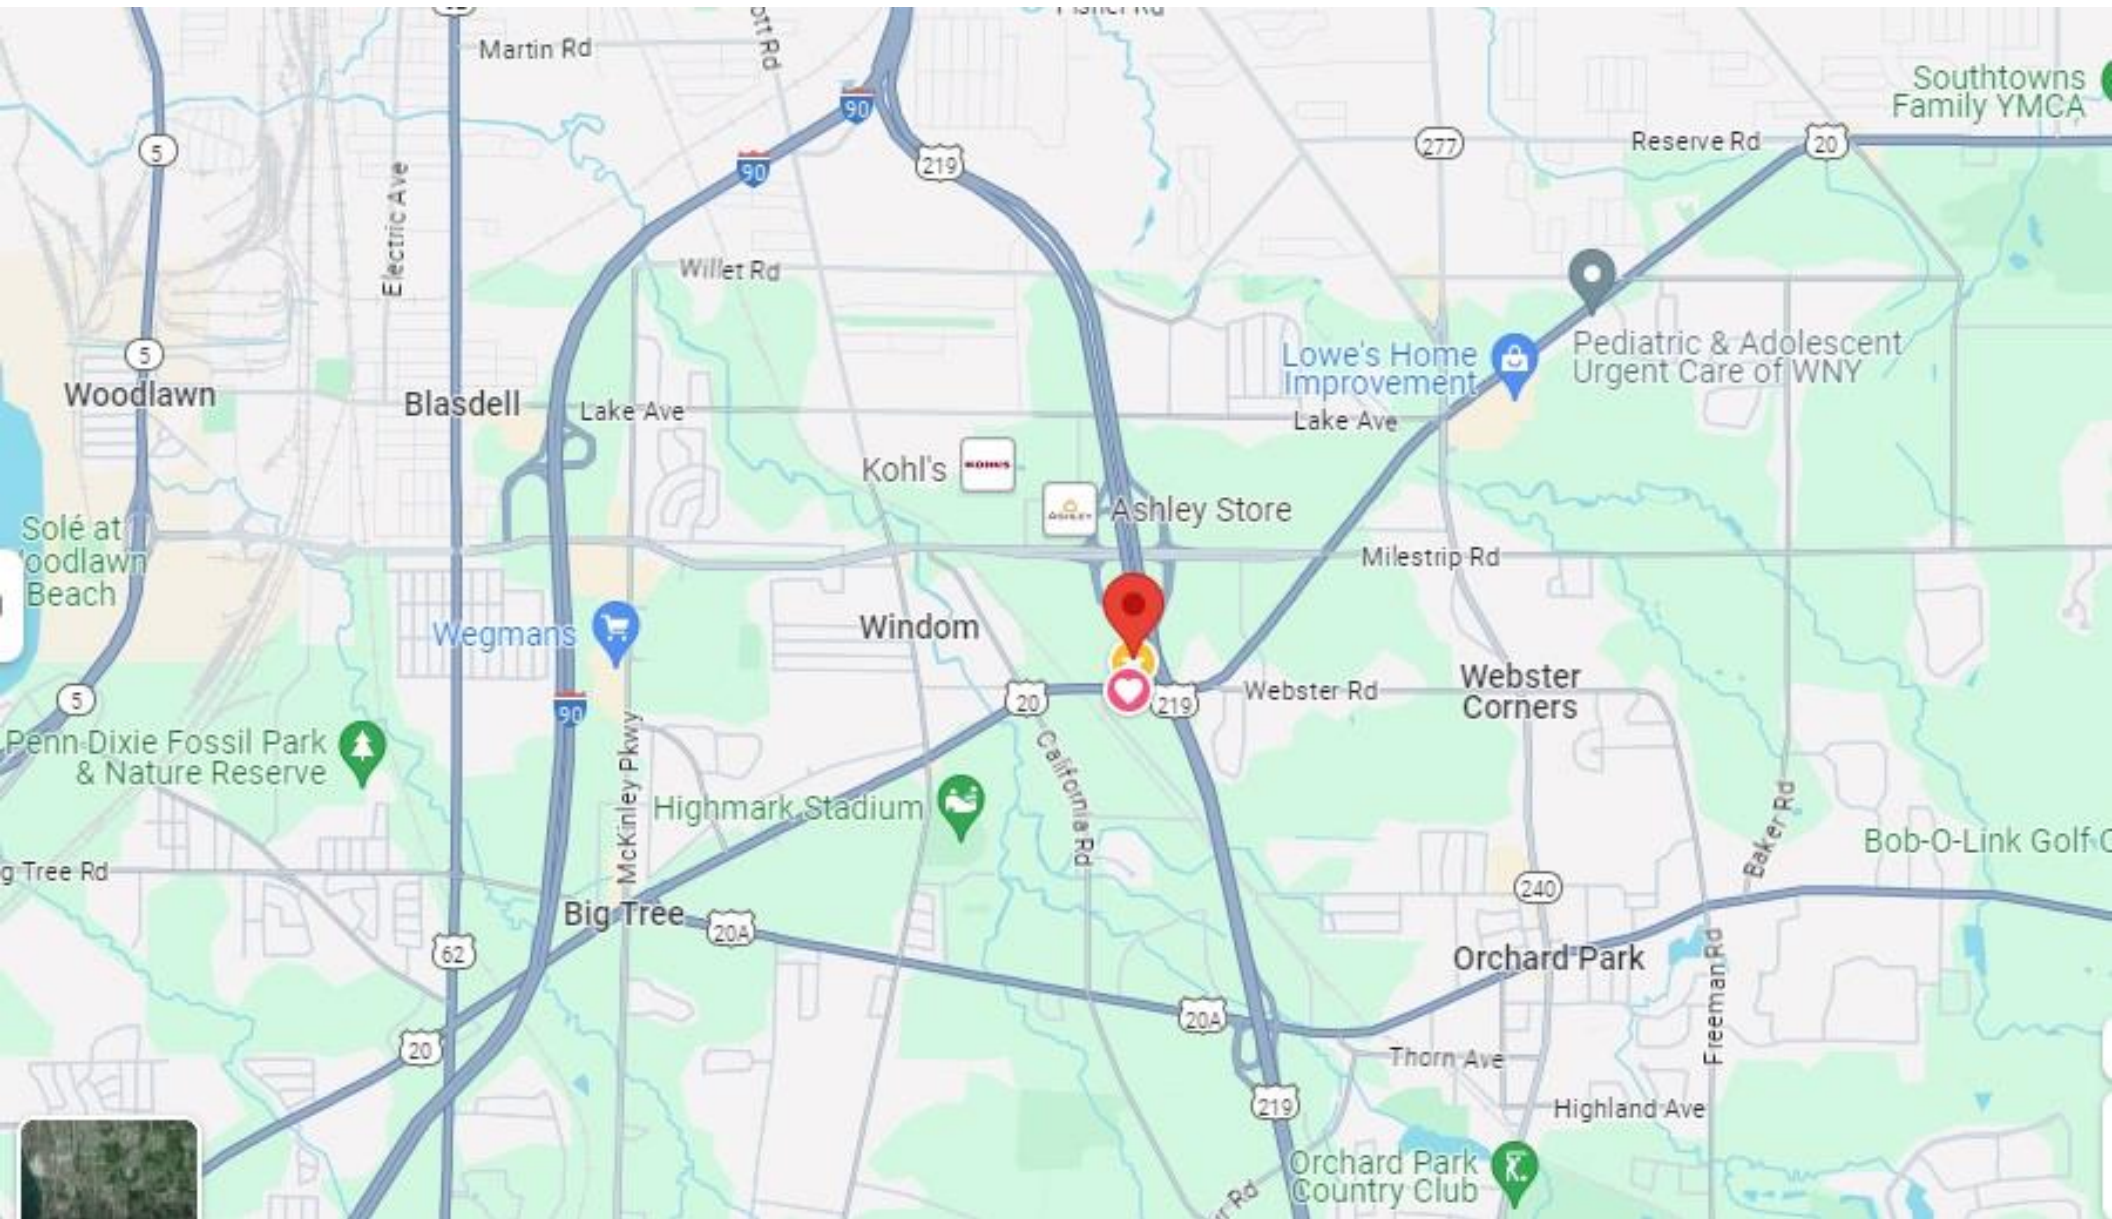 Martin Rd
90
Southtowns
Family YMCA
5
90
219
277
Reserve Rd
20
Electric Ave
Willet Rd
5
Woodlawn
Blasdell
Lake Ave
Lowe's Home
Improvement
Pediatric & Adolescent
Urgent Care of WNY
Lake Ave
Kohl's
KOHL'S
ASHLEY
Ashley Store
Solé at
oodlawn
Beach
Milestrip Rd
Wegmans
Windom
5
90
20
219
Webster Rd
Webster
Corners
Penn Dixie Fossil Park
& Nature Reserve
McKinley Pkwy
California Rd
Highmark Stadium
Baker Rd
Bob-O-Link Golf C
g Tree Rd
Big Tree
20A
62
240
Orchard Park
20A
20
Thorn Ave
Freeman Rd
219
Highland Ave
Orchard Park
Country Club
r Rd